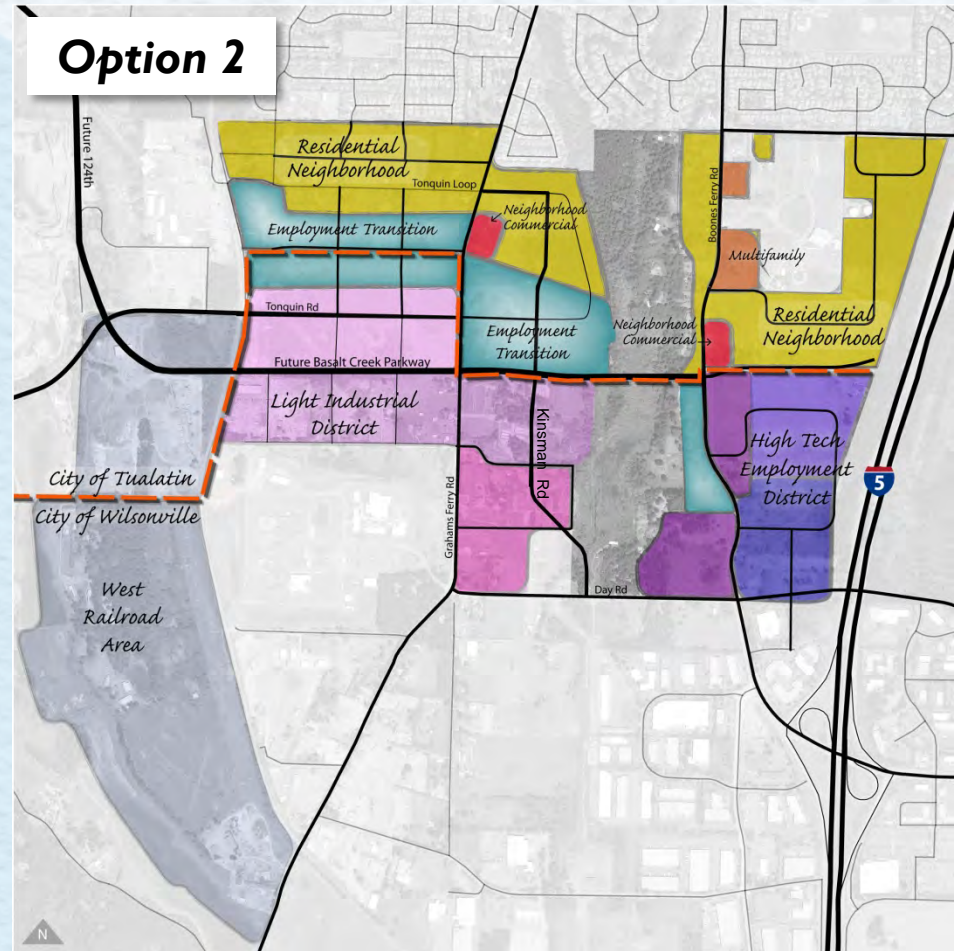 Option 2
Future 124th
Residential
Neighborhood
Tonquin Loop
Neighborhood
Commercial
Employment Transition
Boones Ferry Rd
Multifamily
Tonquin Rd
Employment
Transition
Neighborhood
Commercial
Residential
Neighborhood
Future Basalt Creek Parkway
Light Industrial
District
Kinsman Rd
High Tech
Employment
District
5
City of Tualatin
City of Wilsonville
Grahams Ferry Rd
West
Railroad
Area
Day Rd
N